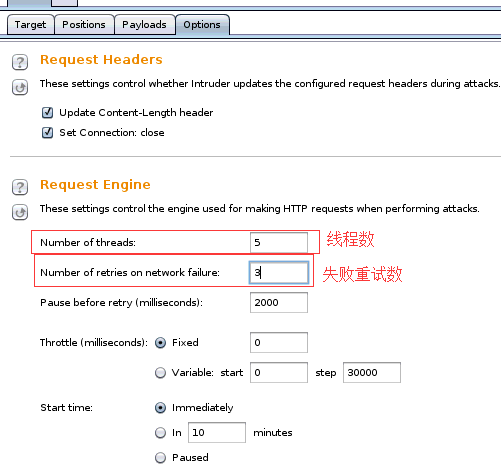 Target Positions Payloads Options
? Request Headers
These settings control whether Intruder updates the configured request headers during attacks.
Update Content-Length header
Set Connection: close
? Request Engine
These settings control the engine used for making HTTP requests when performing attacks.
Number of threads: 5 线程数
Number of retries on network failure: 3 失败重试数
Pause before retry (milliseconds): 2000
Throttle (milliseconds): Fixed 0
Variable: start 0 step 30000
Start time: Immediately
In 10 minutes
Paused